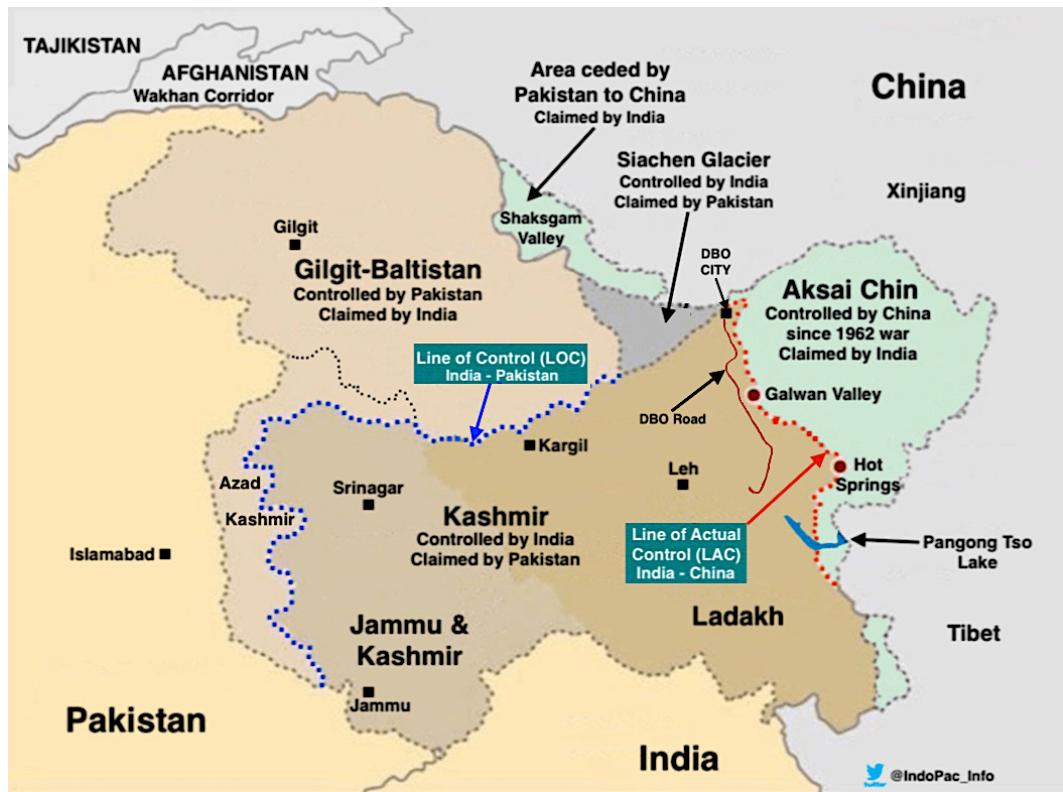 TAJIKISTAN
AFGHANISTAN
Wakhan Corridor
Area ceded by
Pakistan to China
Claimed by India
China
Siachen Glacier
Controlled by India
Claimed by Pakistan
Xinjiang
Shaksgam
Valley
Gilgit
DBO
CITY
Gilgit-Baltistan
Controlled by Pakistan
Claimed by India
Aksai Chin
Controlled by China
since 1962 war
Claimed by India
Line of Control (LOC)
India - Pakistan
Galwan Valley
DBO Road
Kargil
Hot
Springs
Leh
Azad
Kashmir
Srinagar
Kashmir
Controlled by India
Claimed by Pakistan
Line of Actual
Control (LAC)
India - China
Islamabad
Pangong Tso
Lake
Ladakh
Jammu &
Kashmir
Tibet
Jammu
Pakistan
India
twitter
@IndoPac_Info